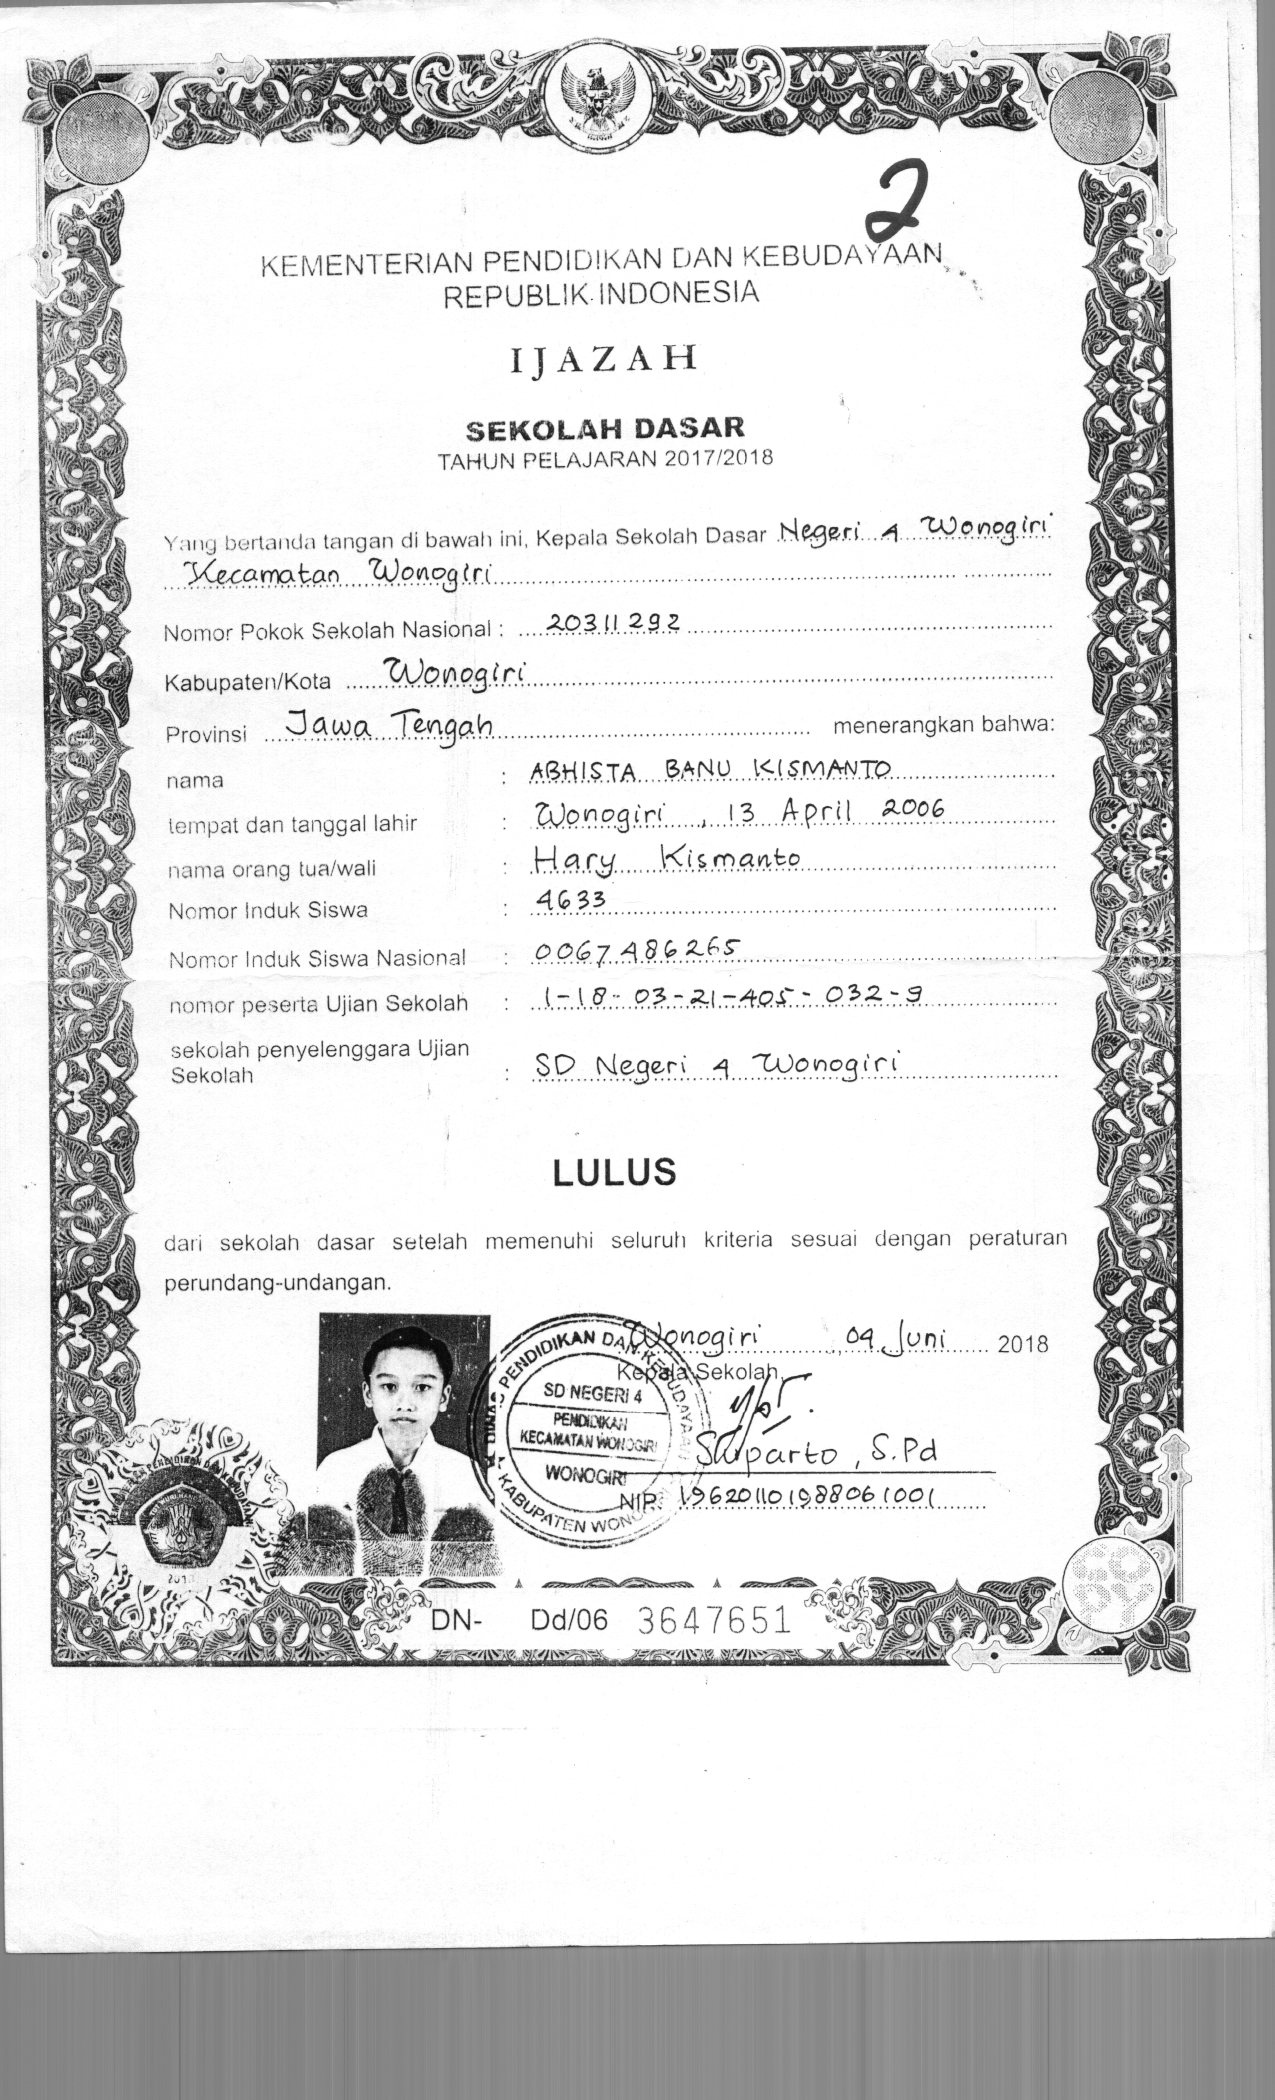 2
KEMENTERIAN PENDIDIKAN DAN KEBUDAYAAN
REPUBLIK INDONESIA
IJAZAH
SEKOLAH DASAR
TAHUN PELAJARAN 2017/2018
Yang bertanda tangan di bawah ini, Kepala Sekolah Dasar Negeri 4 Wonogiri
Kecamatan Wonogiri
Nomor Pokok Sekolah Nasional : 20311292
Kabupaten/Kota Wonogiri
Provinsi Jawa Tengah menerangkan bahwa:
nama : ABHISTA BANU KISMANTO
tempat dan tanggal lahir : Wonogiri , 13 April 2006
nama orang tua/wali : Hary Kismanto
Nomor Induk Siswa : 4633
Nomor Induk Siswa Nasional : 0067486265
nomor peserta Ujian Sekolah : 1-18-03-21-405-032-9
sekolah penyelenggara Ujian
Sekolah : SD Negeri 4 Wonogiri
LULUS
dari sekolah dasar setelah memenuhi seluruh kriteria sesuai dengan peraturan
perundang-undangan.
Wonogiri , 04 Juni 2018
Kepala Sekolah,
DINAS PENDIDIKAN DAN KEBUDAYAAN
SD NEGERI 4
PENDIDIKAN
KECAMATAN WONOGIRI
WONOGIRI
KABUPATEN WONOGIRI
Suparto, S.Pd
NIP. 196201101988061001
DN- Dd/06 3647651